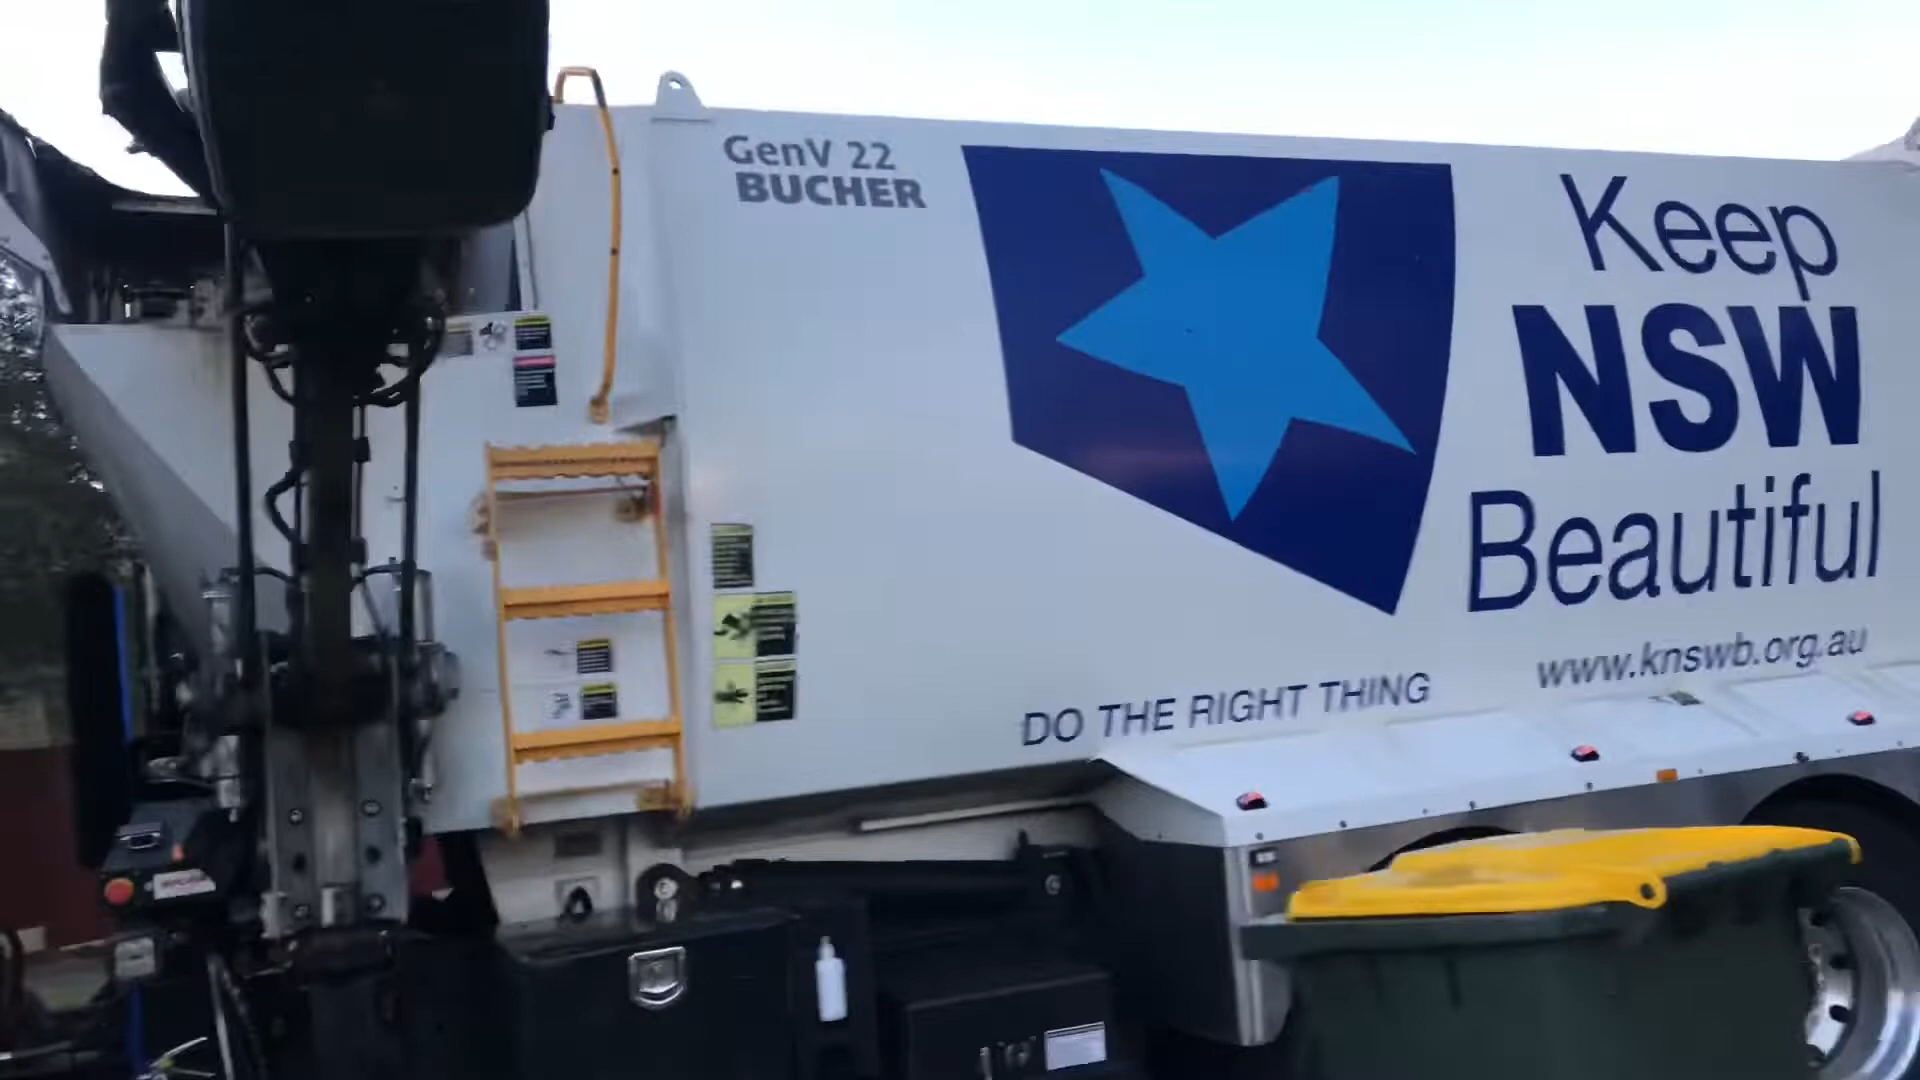 GenV 22
BUCHER
Keep
NSW
Beautiful
www.knswb.org.au
DO THE RIGHT THING